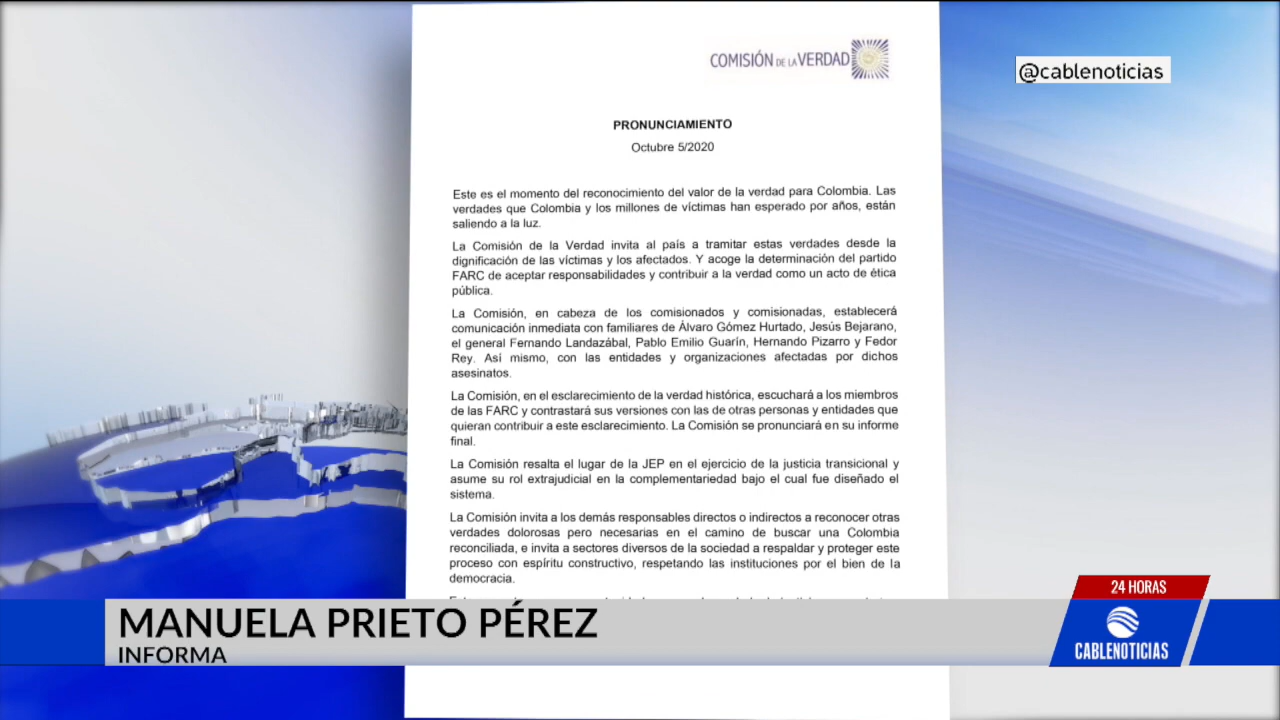 COMISIÓN DE LA VERDAD
@cablenoticias
PRONUNCIAMIENTO
Octubre 5/2020
Este es el momento del reconocimiento del valor de la verdad para Colombia. Las
verdades que Colombia y los millones de víctimas han esperado por años, están
saliendo a la luz.
La Comisión de la Verdad invita al país a tramitar estas verdades desde la
dignificación de las víctimas y los afectados. Y acoge la determinación del partido
FARC de aceptar responsabilidades y contribuir a la verdad como un acto de ética
pública.
La Comisión, en cabeza de los comisionados y comisionadas, establecerá
comunicación inmediata con familiares de Álvaro Gómez Hurtado, Jesús Bejarano,
el general Fernando Landazábal, Pablo Emilio Guarín, Hernando Pizarro y Fedor
Rey. Así mismo, con las entidades y organizaciones afectadas por dichos
asesinatos.
La Comisión, en el esclarecimiento de la verdad histórica, escuchará a los miembros
de las FARC y contrastará sus versiones con las de otras personas y entidades que
quieran contribuir a este esclarecimiento. La Comisión se pronunciará en su informe
final.
La Comisión resalta el lugar de la JEP en el ejercicio de la justicia transicional y
asume su rol extrajudicial en la complementariedad bajo el cual fue diseñado el
sistema.
La Comisión invita a los demás responsables directos o indirectos a reconocer otras
verdades dolorosas pero necesarias en el camino de buscar una Colombia
reconciliada, e invita a sectores diversos de la sociedad a respaldar y proteger este
proceso con espíritu constructivo, respetando las instituciones por el bien de la
democracia.
MANUELA PRIETO PÉREZ
INFORMA
24 HORAS
CABLENOTICIAS